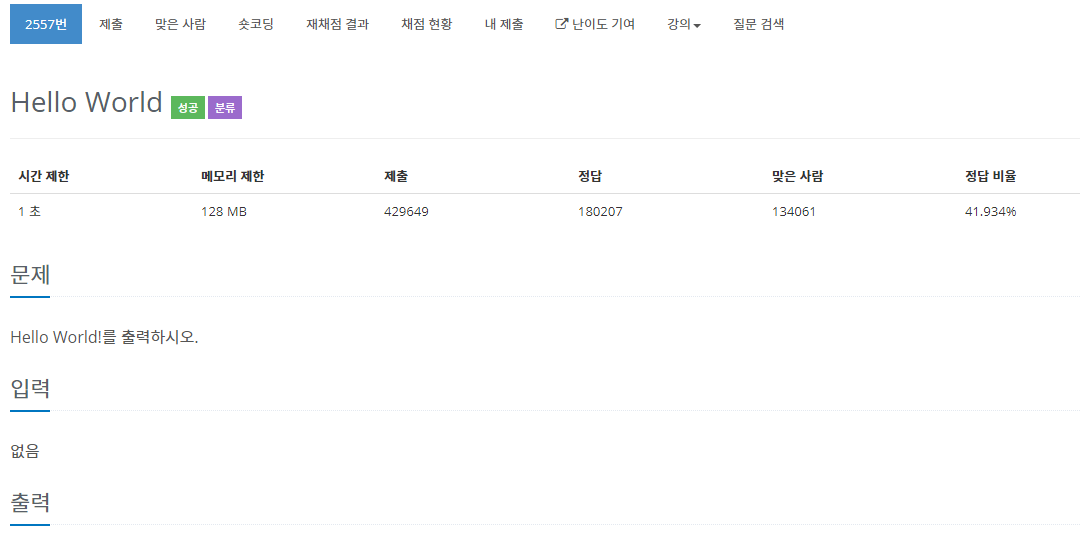 2557번 제출 맞은 사람 숏코딩 재채점 결과 채점 현황 내 제출 난이도 기여 강의 질문 검색
Hello World 성공 분류
시간 제한 메모리 제한 제출 정답 맞은 사람 정답 비율
1 초 128 MB 429649 180207 134061 41.934%
문제
Hello World!를 출력하시오.
입력
없음
출력